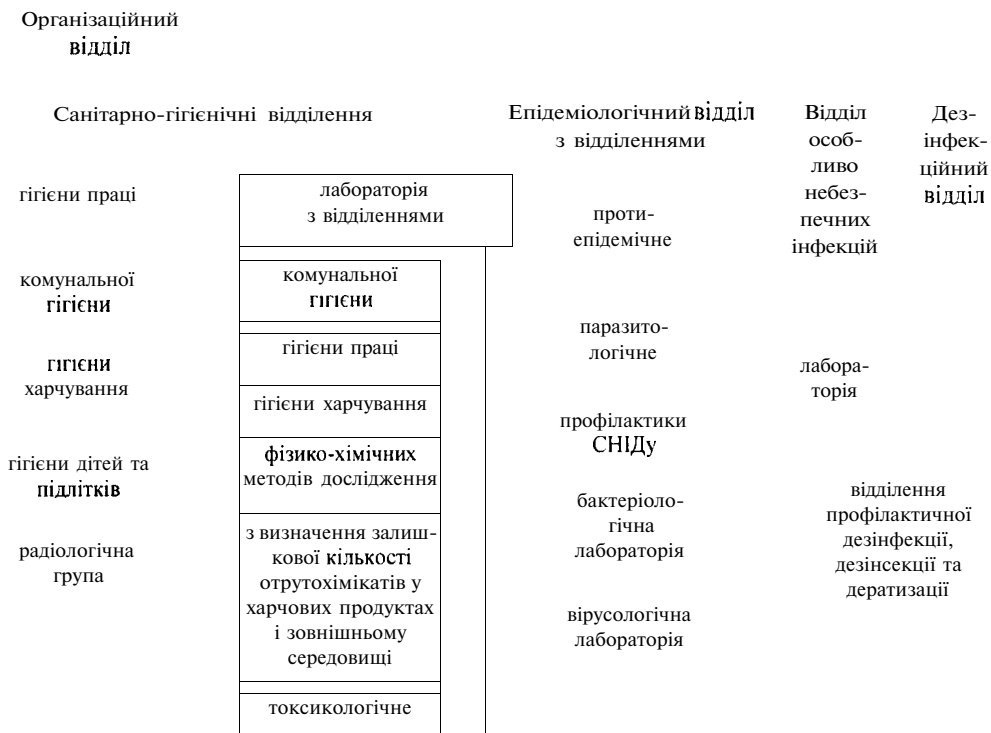 Організаційний
відділ
Санітарно-гігієнічні відділення
гігієни праці
комунальної
гігієни
гігієни
харчування
гігієни дітей та
підлітків
радіологічна
група
лабораторія
з відділеннями
комунальної
гігієни
гігієни праці
гігієни харчування
фізико-хімічних
методів дослідження
з визначення залиш-
кової кількості
отрутохімікатів у
харчових продуктах
і зовнішньому
середовищі
токсикологічне
Епідеміологічний відділ
з відділеннями
проти-
епідемічне
паразито-
логічне
профілактики
СНІДу
бактеріоло-
гічна
лабораторія
вірусологічна
лабораторія
Відділ
особ-
ливо
небез-
печних
інфекцій
лабора-
торія
Дез-
інфек-
ційний
відділ
відділення
профілактичної
дезінфекції,
дезінсекції та
дератизації